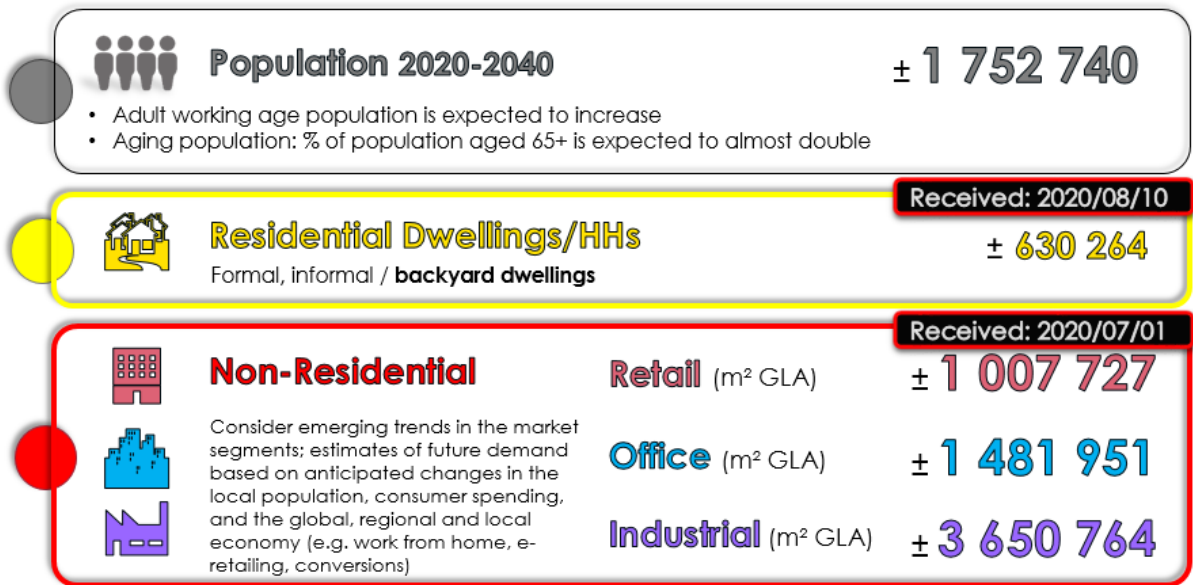 Population 2020-2040
± 1 752 740
• Adult working age population is expected to increase
• Aging population: % of population aged 65+ is expected to almost double
Received: 2020/08/10
Residential Dwellings/HHs
± 630 264
Formal, informal / backyard dwellings
Received: 2020/07/01
Non-Residential
Consider emerging trends in the market
segments; estimates of future demand
based on anticipated changes in the
local population, consumer spending,
and the global, regional and local
economy (e.g. work from home, e-
retailing, conversions)
Retail (m² GLA) ± 1 007 727
Office (m² GLA) ± 1 481 951
Industrial (m² GLA) ± 3 650 764